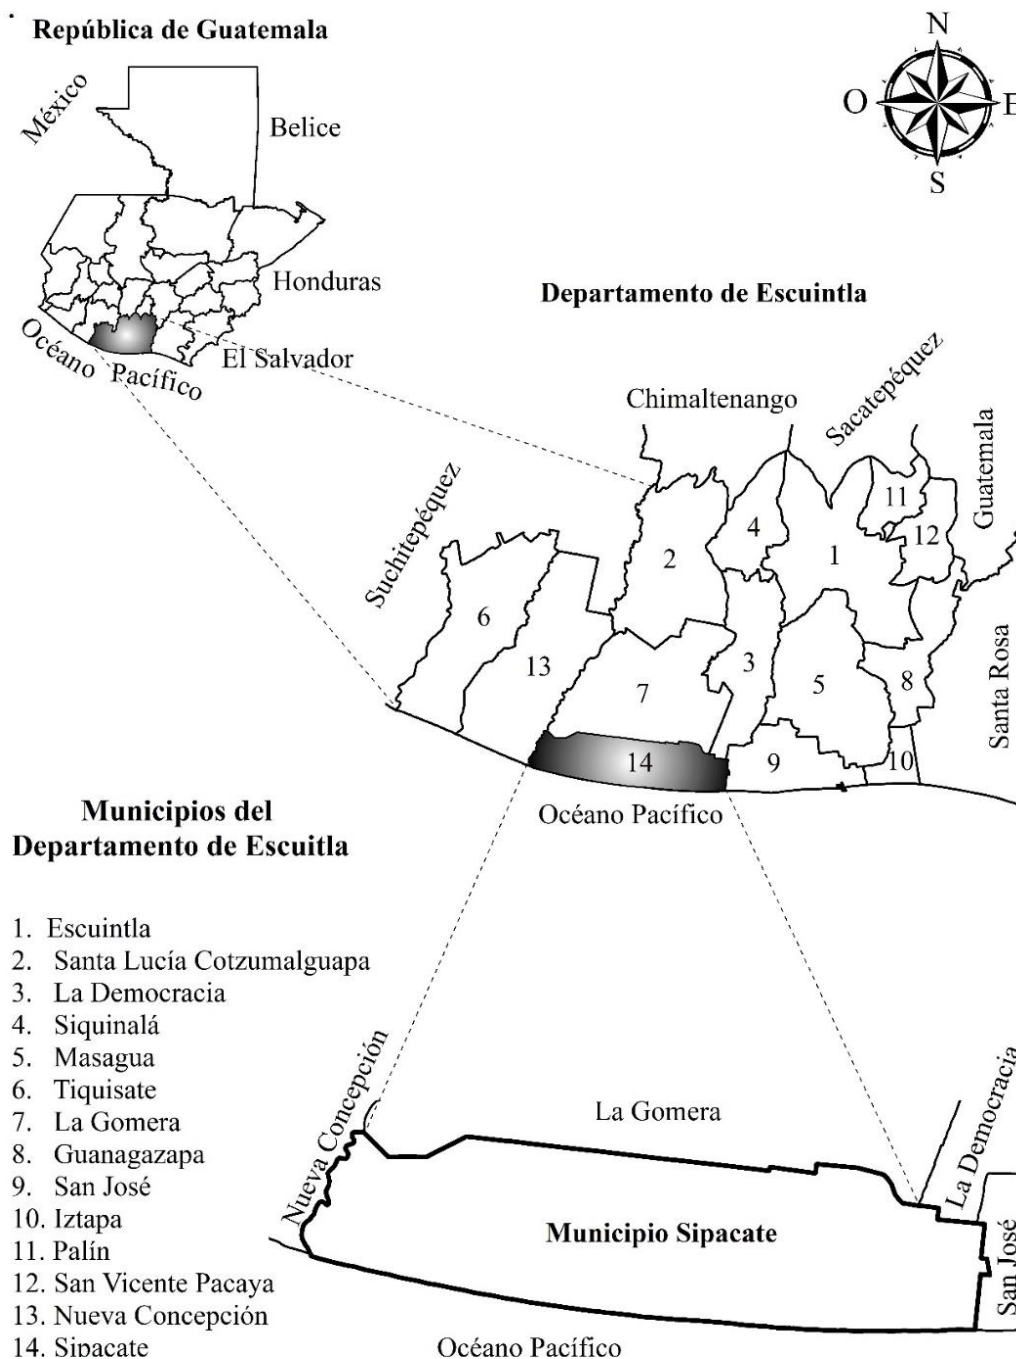 República de Guatemala
N
O
E
S
México
Belice
Honduras
El Salvador
Océano Pacífico
Departamento de Escuintla
Chimaltenango
Sacatepéquez
Guatemala
Suchitepéquez
Santa Rosa
11
4
12
2
1
6
13
3
8
7
5
14
9
10
Océano Pacífico
Municipios del
Departamento de Escuitla
1. Escuintla
2. Santa Lucía Cotzumalguapa
3. La Democracia
4. Siquinalá
5. Masagua
6. Tiquisate
7. La Gomera
8. Guanagazapa
9. San José
10. Iztapa
11. Palín
12. San Vicente Pacaya
13. Nueva Concepción
14. Sipacate
Nueva Concepción
La Gomera
La Democracia
Municipio Sipacate
San José
Océano Pacífico